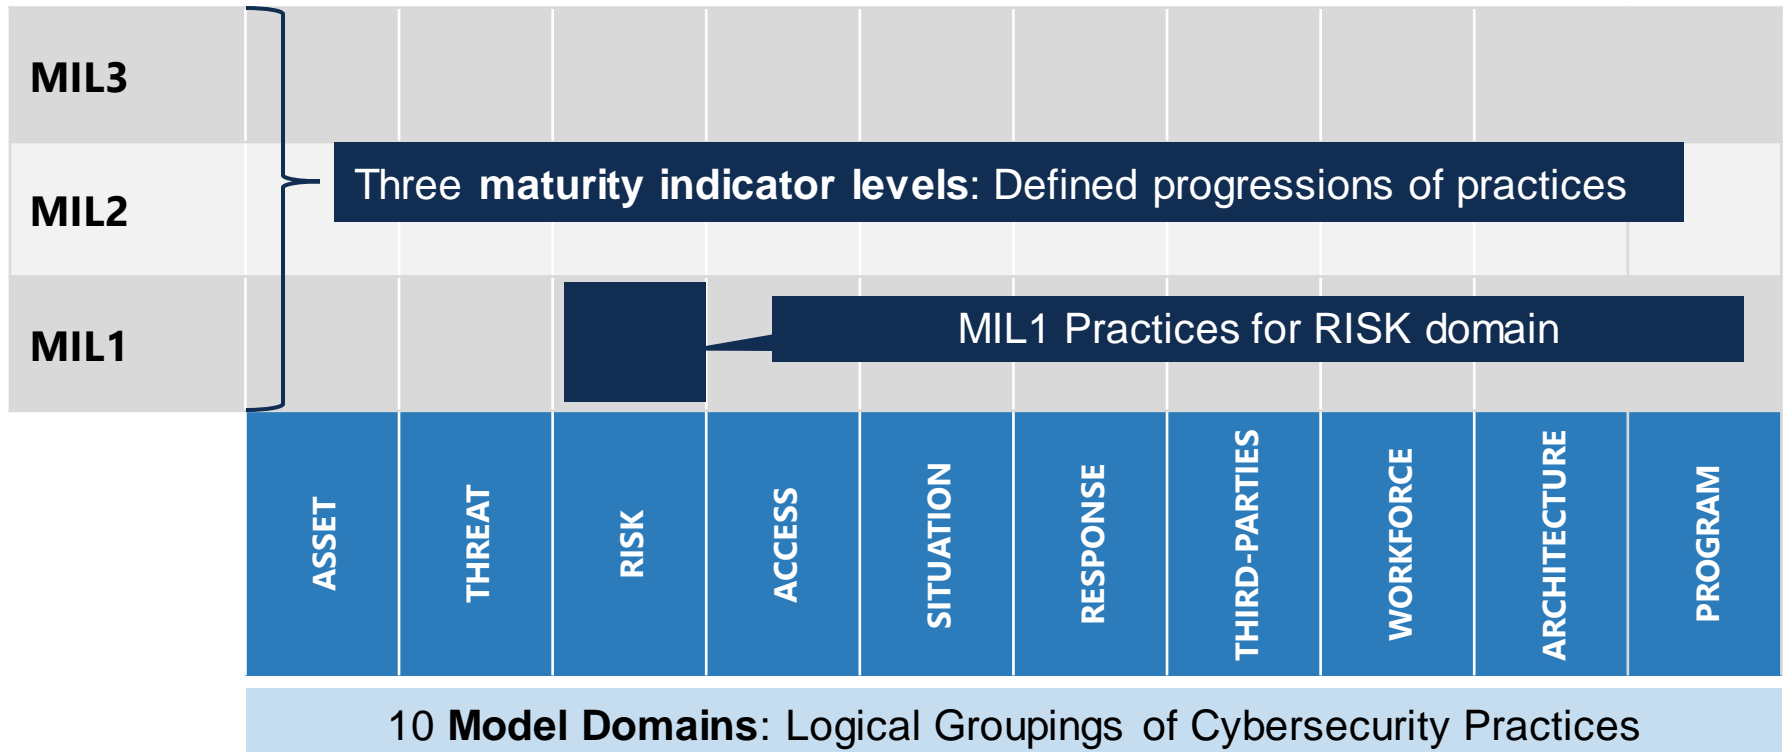 MIL3
Three maturity indicator levels: Defined progressions of practices
MIL2
MIL1 Practices for RISK domain
MIL1
ASSET
THREAT
RISK
ACCESS
SITUATION
RESPONSE
THIRD-PARTIES
WORKFORCE
ARCHITECTURE
PROGRAM
10 Model Domains: Logical Groupings of Cybersecurity Practices